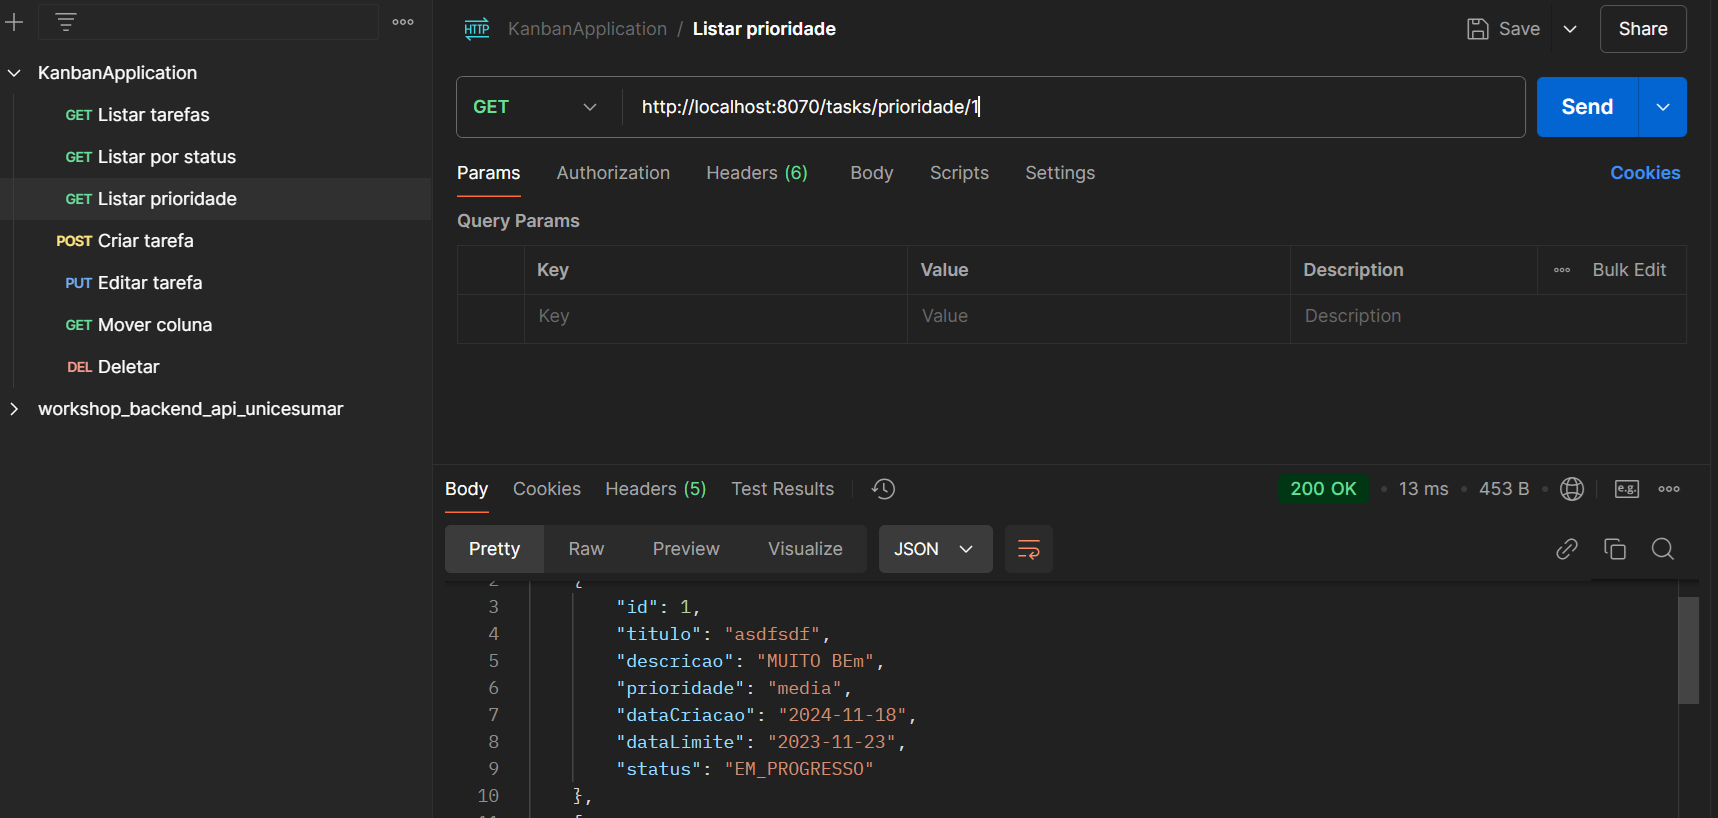 KanbanApplication
GET Listar tarefas
GET Listar por status
GET Listar prioridade
POST Criar tarefa
PUT Editar tarefa
GET Mover coluna
DEL Deletar
workshop_backend_api_unicesumar
HTTP KanbanApplication / Listar prioridade
Save
Share
GET http://localhost:8070/tasks/prioridade/1
Send
Params Authorization Headers (6) Body Scripts Settings Cookies
Query Params
Key Value Description Bulk Edit
Key Value Description
Body Cookies Headers (5) Test Results
200 OK • 13 ms • 453 B
e.g.
Pretty Raw Preview Visualize JSON
3 "id": 1,
4 "titulo": "asdfsdf",
5 "descricao": "MUITO BEm",
6 "prioridade": "media",
7 "dataCriacao": "2024-11-18",
8 "dataLimite": "2023-11-23",
9 "status": "EM_PROGRESSO"
10 },